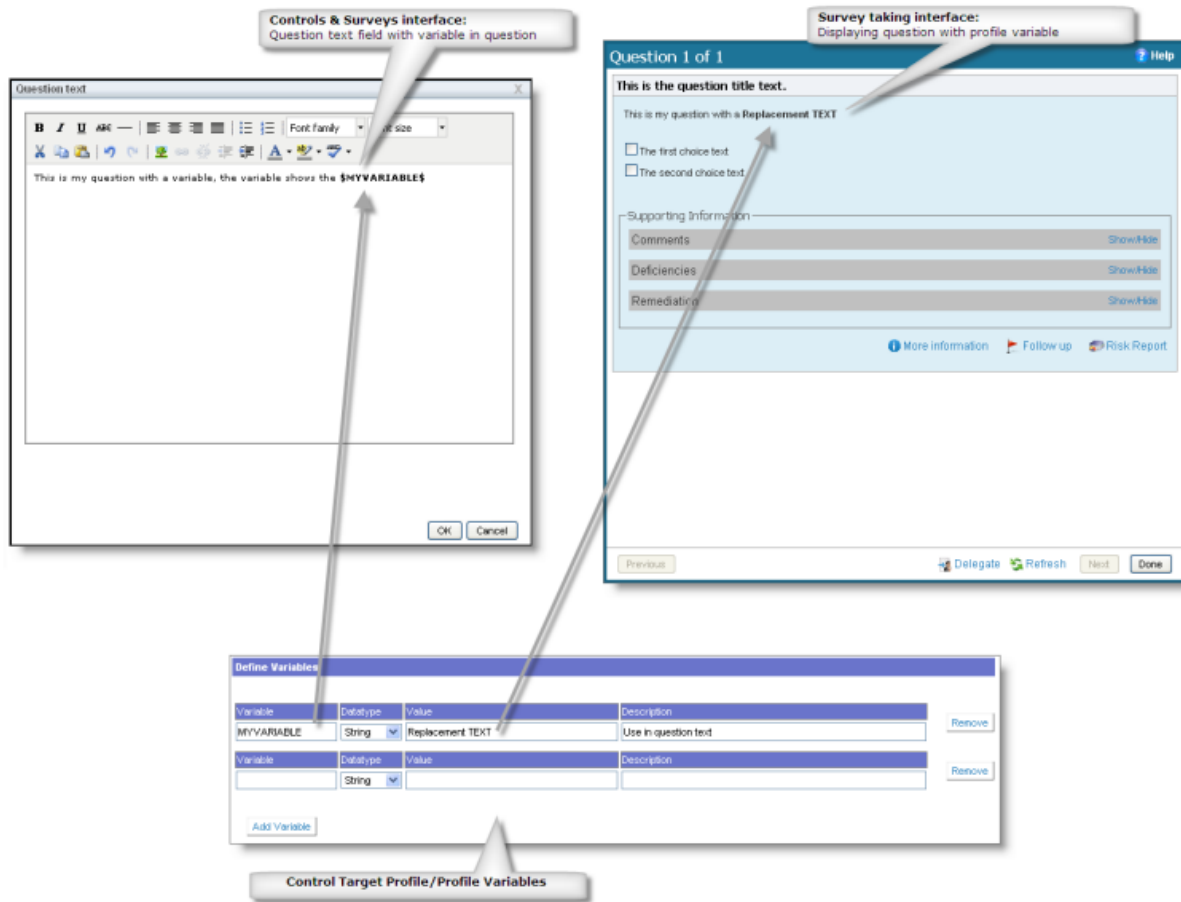 Controls & Surveys interface:
Question text field with variable in question
Survey taking interface:
Displaying question with profile variable
Question text X
B I U ABC Font family size
This is my question with a variable, the variable shows the $MYVARIABLE$
OK Cancel
Question 1 of 1 ? Help
This is the question title text.
This is my question with a Replacement TEXT
The first choice text
The second choice text
Supporting Information
Comments Show/Hide
Deficiencies Show/Hide
Remediation Show/Hide
More information Follow up Risk Report
Previous Delegate Refresh Next Done
Define Variables
Variable Datatype Value Description
MYVARIABLE String Replacement TEXT Use in question text Remove
Variable Datatype Value Description
String Remove
Add Variable
Control Target Profile/Profile Variables